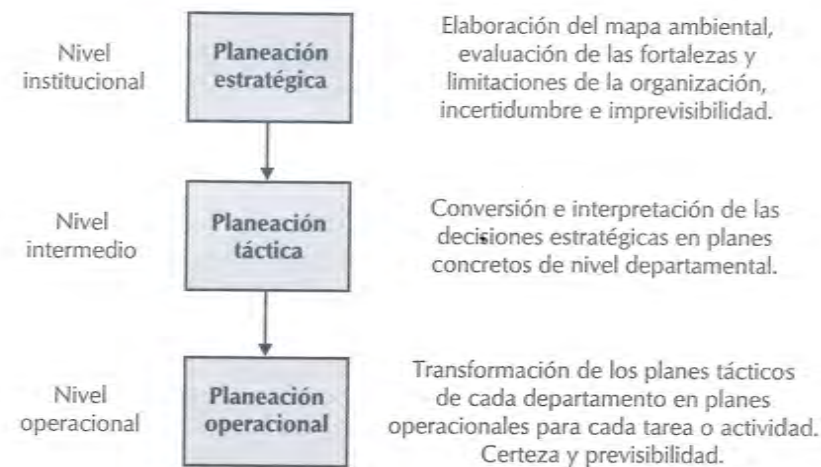 Nivel
institucional
Planeación
estratégica
Elaboración del mapa ambiental,
evaluación de las fortalezas y
limitaciones de la organización,
incertidumbre e imprevisibilidad.
Nivel
intermedio
Planeación
táctica
Conversión e interpretación de las
decisiones estratégicas en planes
concretos de nivel departamental.
Nivel
operacional
Planeación
operacional
Transformación de los planes tácticos
de cada departamento en planes
operacionales para cada tarea o actividad.
Certeza y previsibilidad.